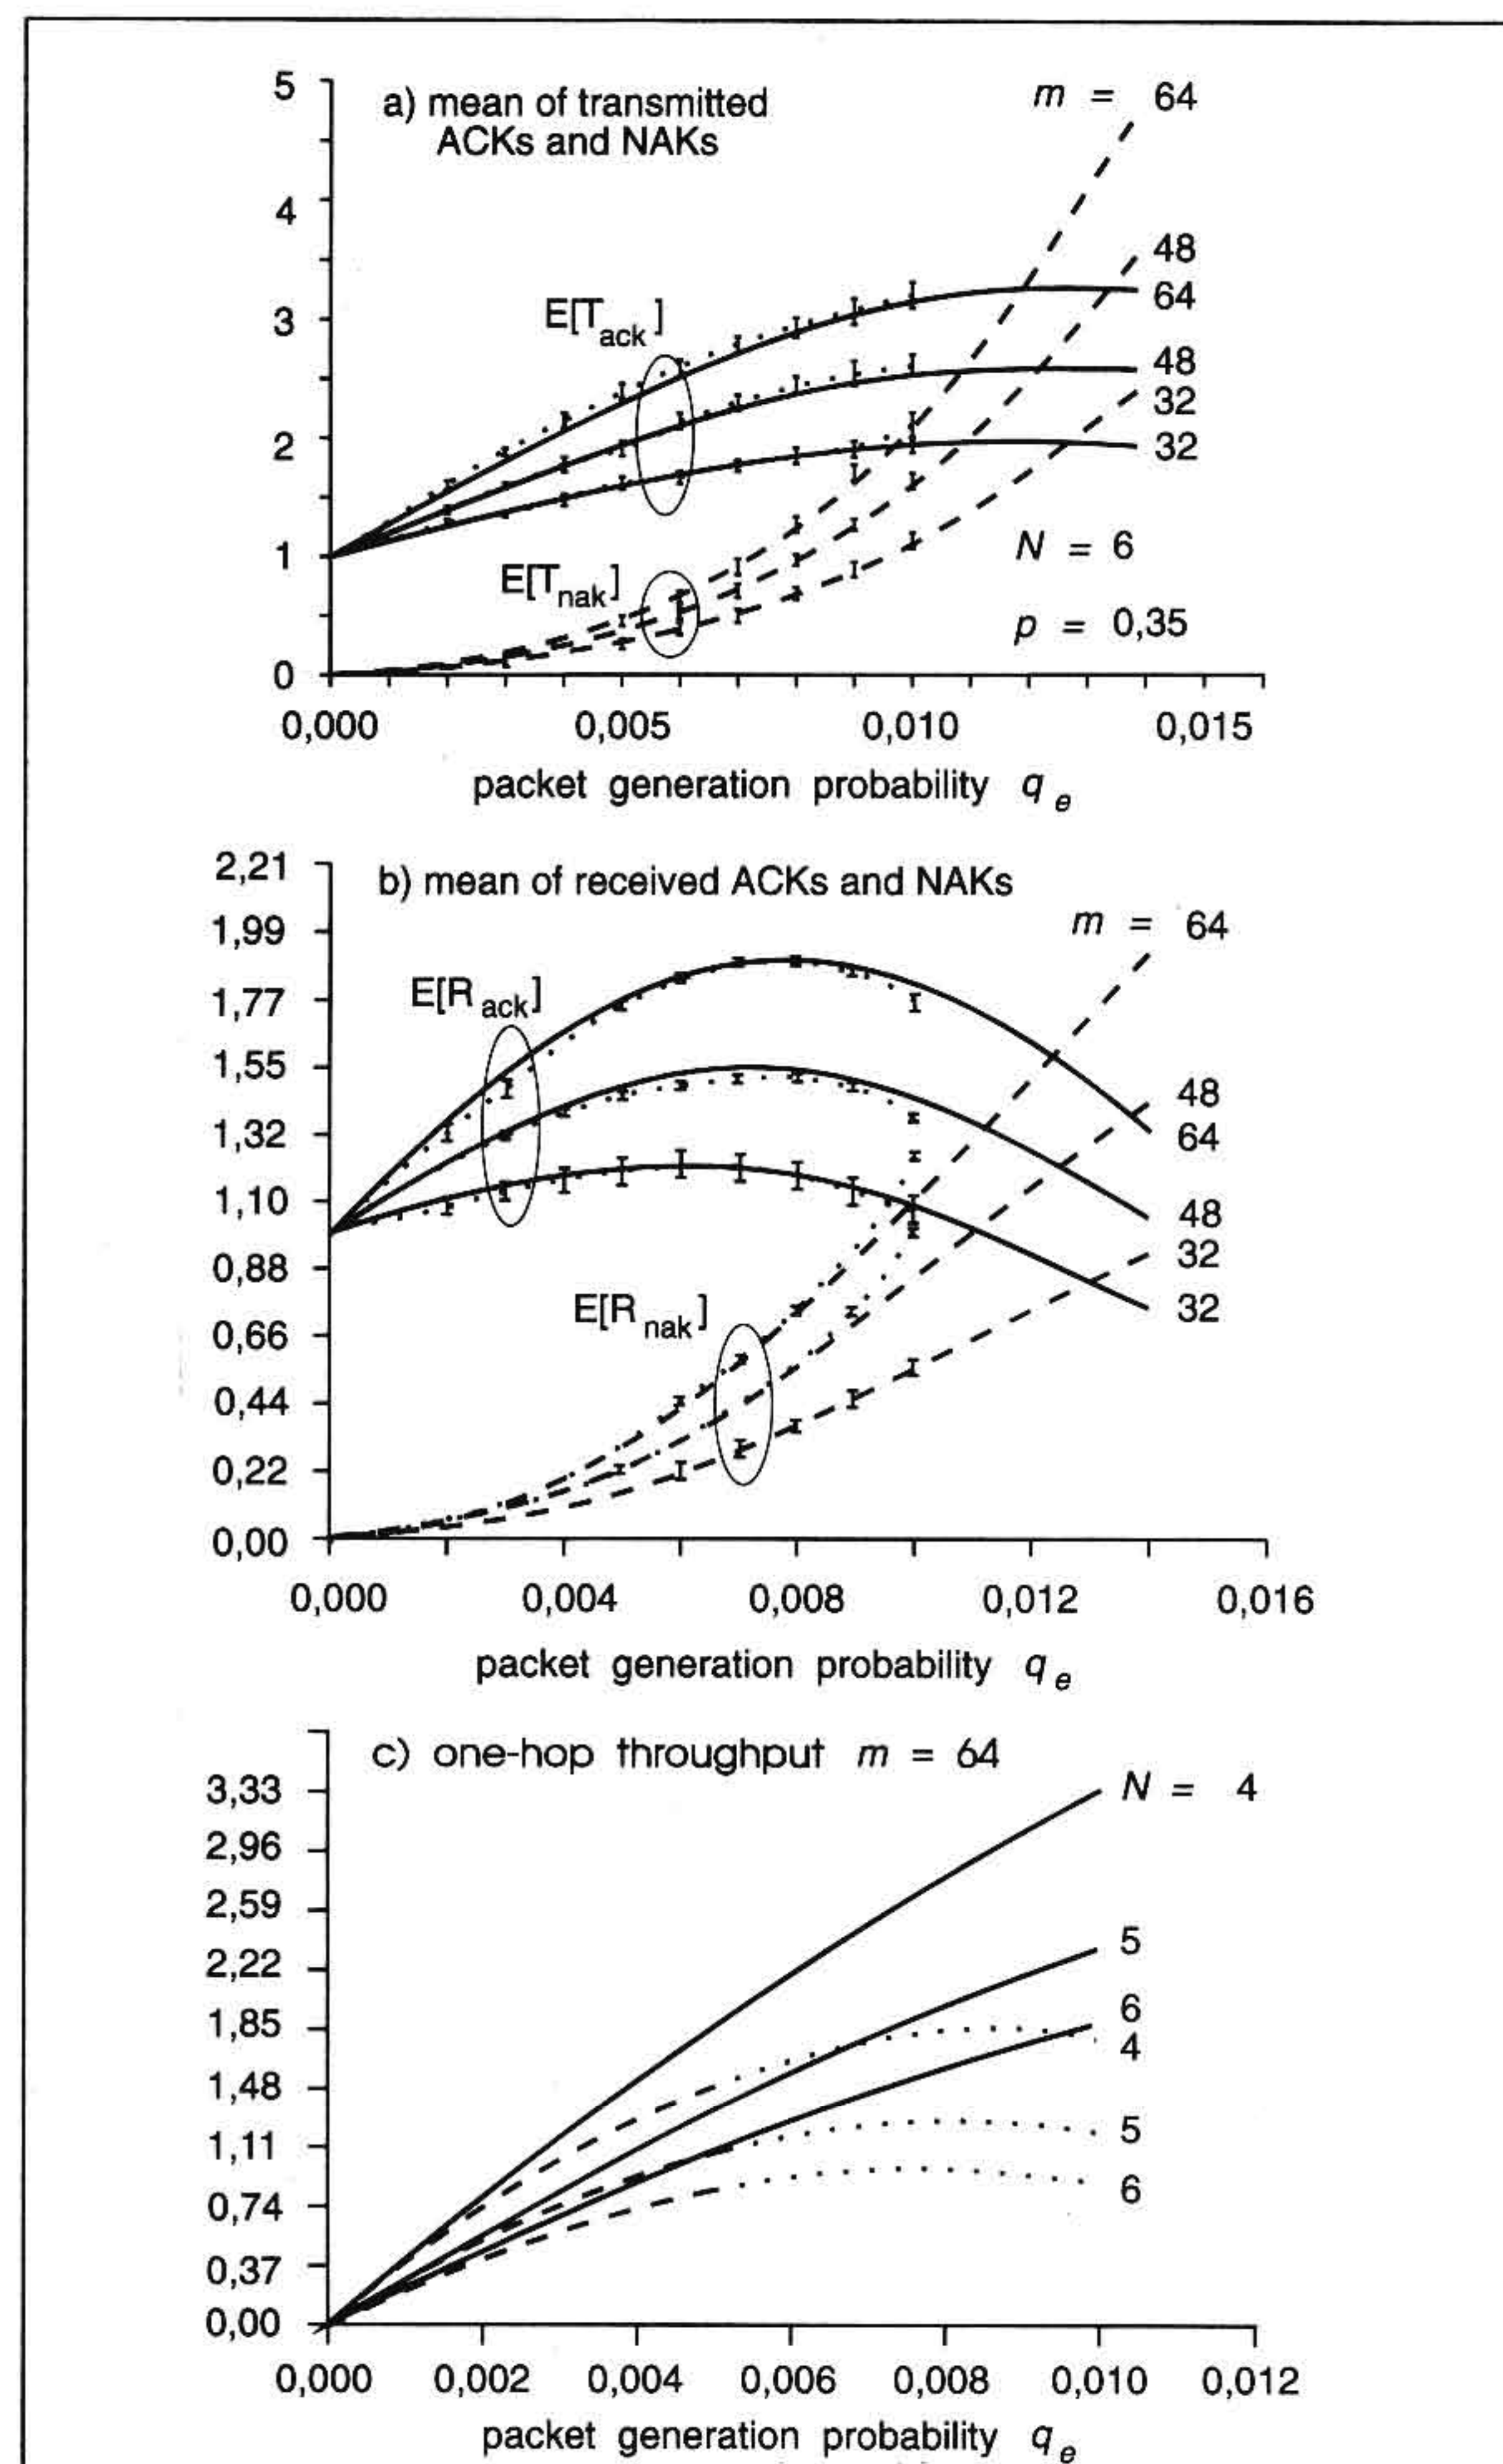 5
a) mean of transmitted
ACKs and NAKs
m = 64
4
48
64
E[Tack]
3
48
32
2
32
E[Tnak]
1
N = 6
p = 0,35
0
0,000 0,005 0,010 0,015
packet generation probability qe
2,21
b) mean of received ACKs and NAKs
1,99
m = 64
E[R ack]
1,77
1,55
48
1,32
64
1,10
48
32
0,88
E[R nak]
32
0,66
0,44
0,22
0,00
0,000 0,004 0,008 0,012 0,016
packet generation probability qe
c) one-hop throughput m = 64
3,33
N = 4
2,96
2,59
5
2,22
6
1,85
4
1,48
5
1,11
6
0,74
0,37
0,00
0,000 0,002 0,004 0,006 0,008 0,010 0,012
packet generation probability qe